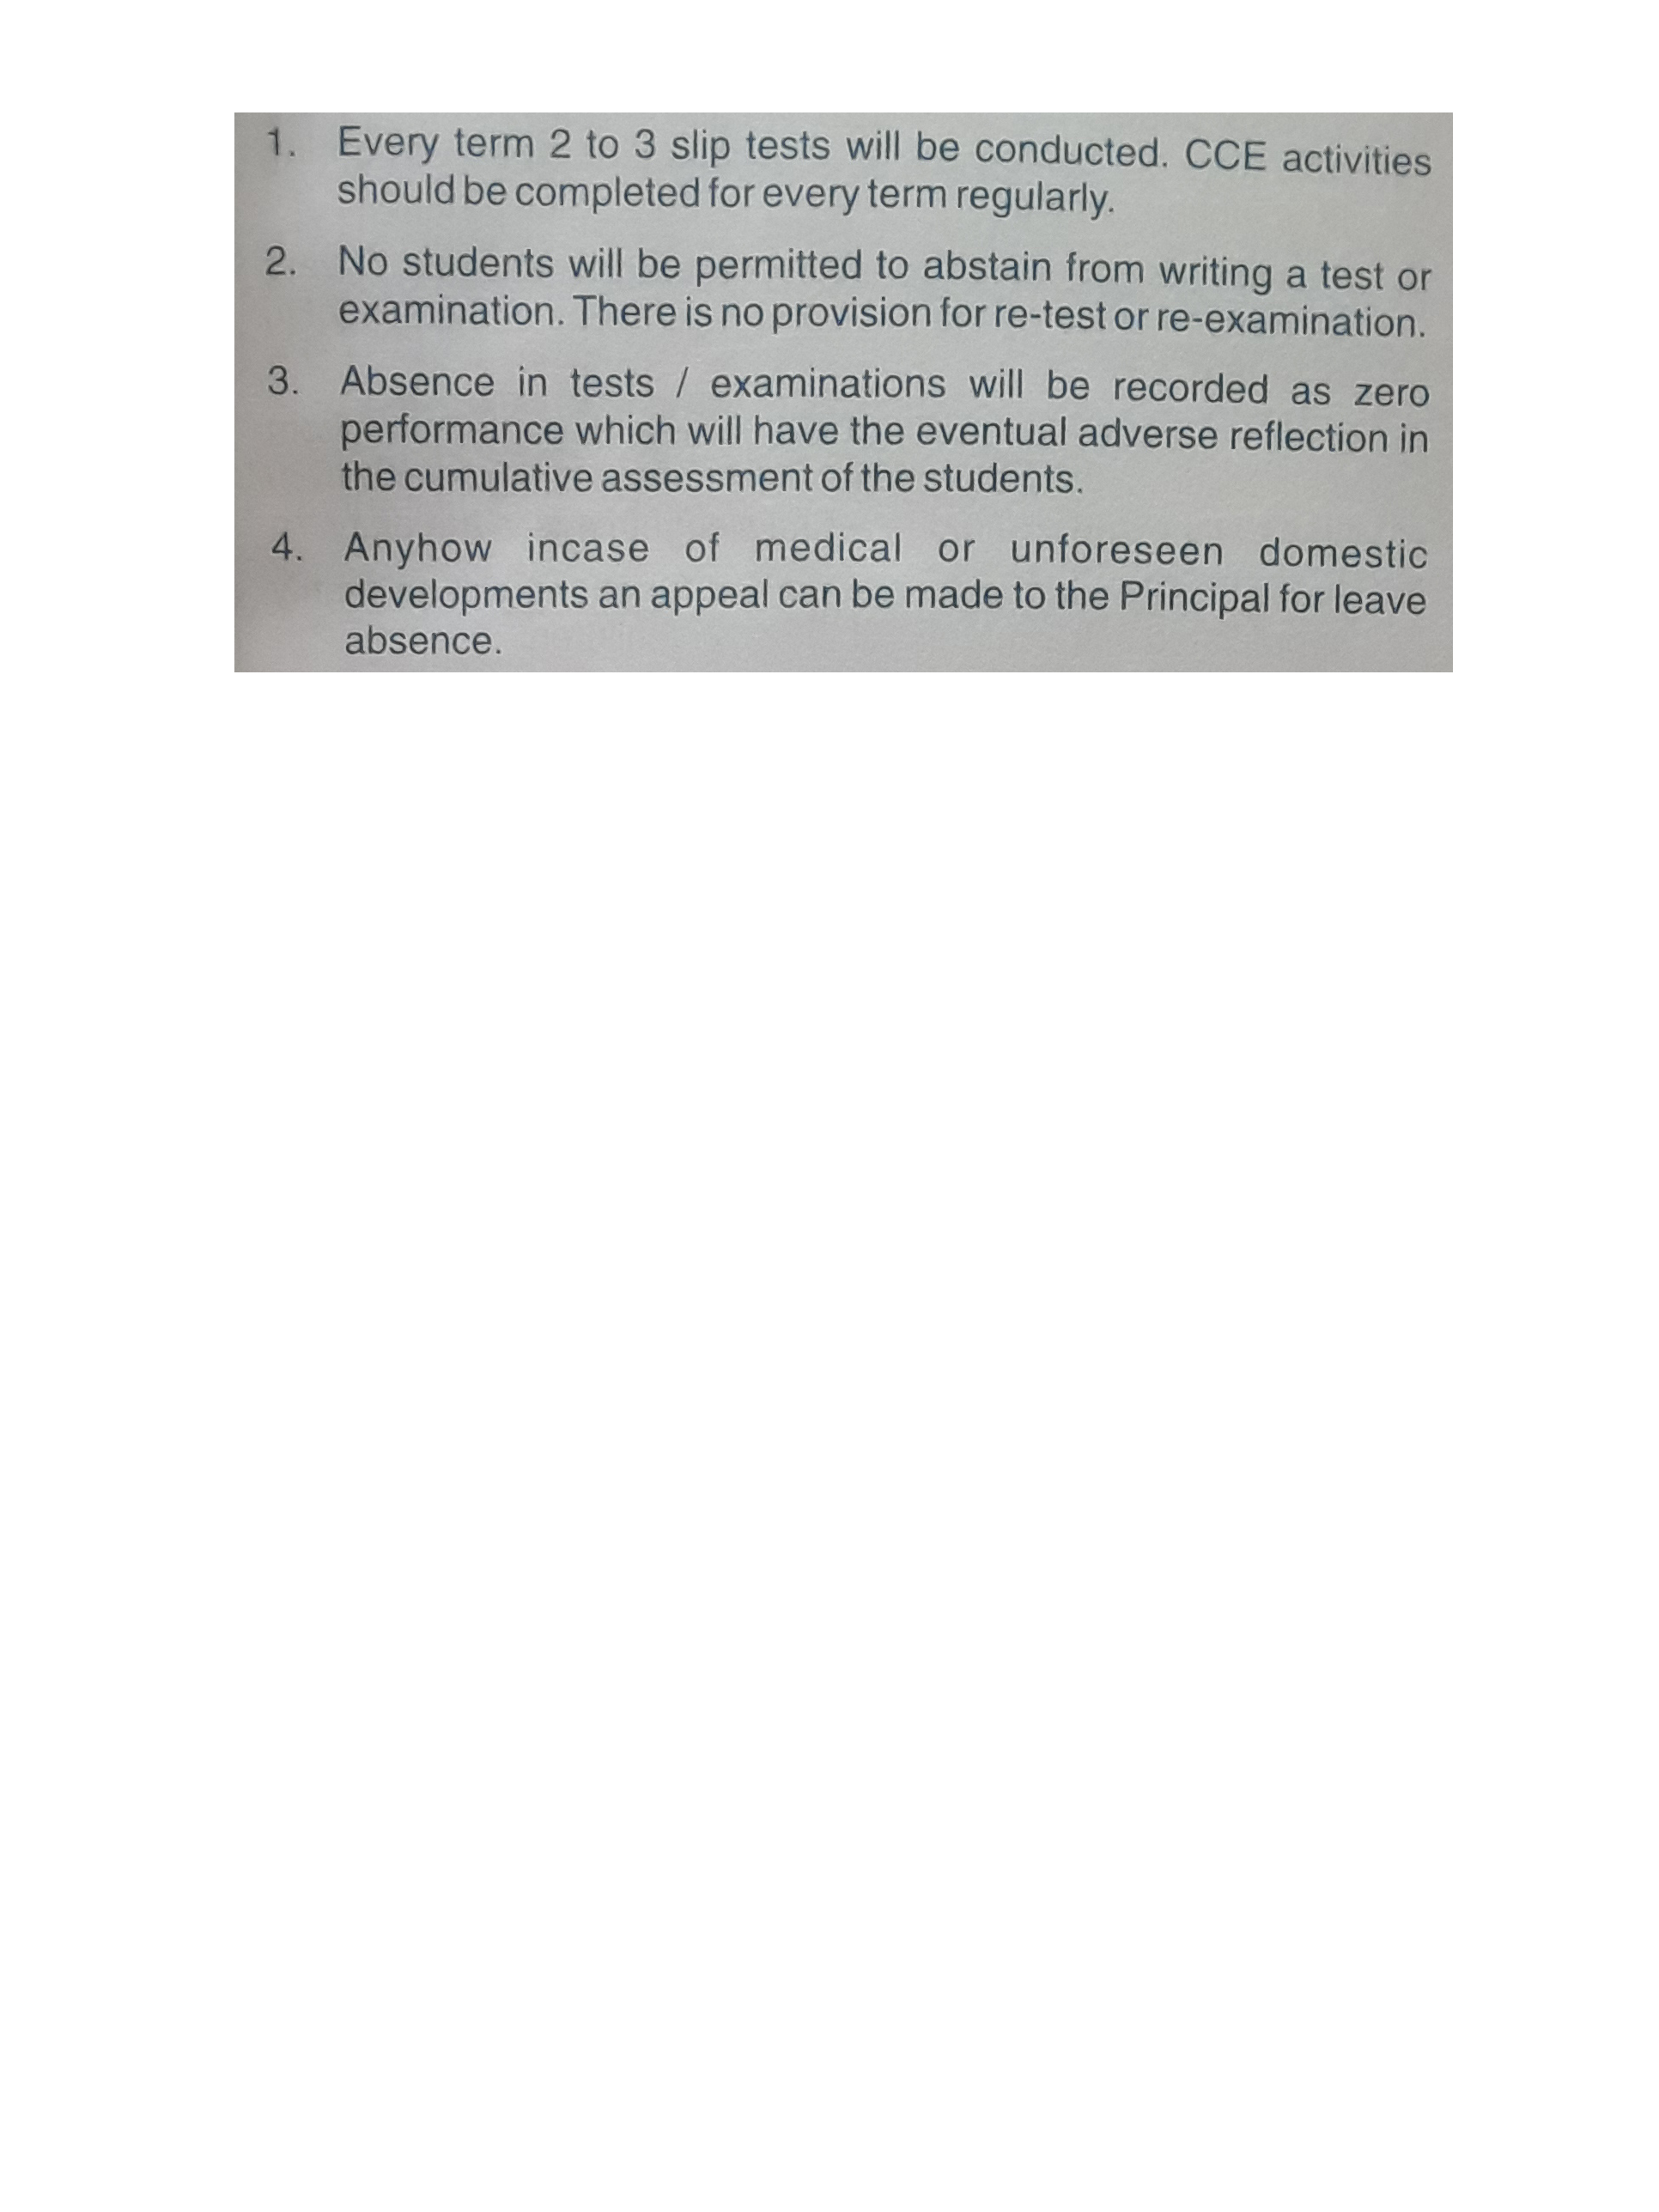 1. Every term 2 to 3 slip tests will be conducted. CCE activities
should be completed for every term regularly.
2. No students will be permitted to abstain from writing a test or
examination. There is no provision for re-test or re-examination.
3. Absence in tests / examinations will be recorded as zero
performance which will have the eventual adverse reflection in
the cumulative assessment of the students.
4. Anyhow incase of medical or unforeseen domestic
developments an appeal can be made to the Principal for leave
absence.